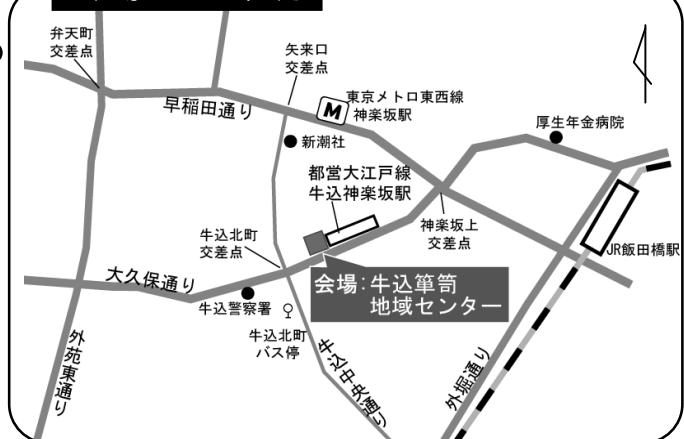 弁天町
交差点
矢来口
交差点
早稲田通り
M
東京メトロ東西線
神楽坂駅
新潮社
厚生年金病院
都営大江戸線
牛込神楽坂駅
牛込北町
交差点
神楽坂上
交差点
JR飯田橋駅
大久保通り
会場:牛込箪笥
地域センター
牛込警察署
牛込北町
バス停
外苑東通り
牛込中央通り
外堀通り